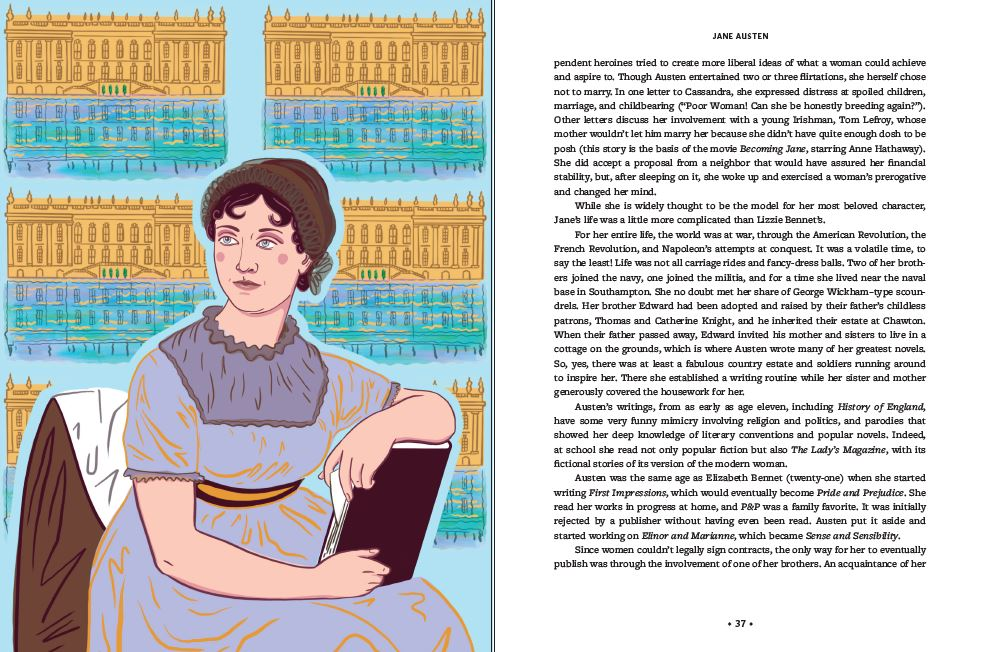 JANE AUSTEN
pendent heroines tried to create more liberal ideas of what a woman could achieve
and aspire to. Though Austen entertained two or three flirtations, she herself chose
not to marry. In one letter to Cassandra, she expressed distress at spoiled children,
marriage, and childbearing (“Poor Woman! Can she be honestly breeding again?”).
Other letters discuss her involvement with a young Irishman, Tom Lefroy, whose
mother wouldn’t let him marry her because she didn’t have quite enough dosh to be
posh (this story is the basis of the movie Becoming Jane, starring Anne Hathaway).
She did accept a proposal from a neighbor that would have assured her financial
stability, but, after sleeping on it, she woke up and exercised a woman’s prerogative
and changed her mind.
While she is widely thought to be the model for her most beloved character,
Jane’s life was a little more complicated than Lizzie Bennet’s.
For her entire life, the world was at war, through the American Revolution, the
French Revolution, and Napoleon’s attempts at conquest. It was a volatile time, to
say the least! Life was not all carriage rides and fancy-dress balls. Two of her broth-
ers joined the navy, one joined the militia, and for a time she lived near the naval
base in Southampton. She no doubt met her share of George Wickham–type scoun-
drels. Her brother Edward had been adopted and raised by their father’s childless
patrons, Thomas and Catherine Knight, and he inherited their estate at Chawton.
When their father passed away, Edward invited his mother and sisters to live in a
cottage on the grounds, which is where Austen wrote many of her greatest novels.
So, yes, there was at least a fabulous country estate and soldiers running around
to inspire her. There she established a writing routine while her sister and mother
generously covered the housework for her.
Austen’s writings, from as early as age eleven, including History of England,
have some very funny mimicry involving religion and politics, and parodies that
showed her deep knowledge of literary conventions and popular novels. Indeed,
at school she read not only popular fiction but also The Lady’s Magazine, with its
fictional stories of its version of the modern woman.
Austen was the same age as Elizabeth Bennet (twenty-one) when she started
writing First Impressions, which would eventually become Pride and Prejudice. She
read her works in progress at home, and P&P was a family favorite. It was initially
rejected by a publisher without having even been read. Austen put it aside and
started working on Elinor and Marianne, which became Sense and Sensibility.
Since women couldn’t legally sign contracts, the only way for her to eventually
publish was through the involvement of one of her brothers. An acquaintance of her
• 37 •